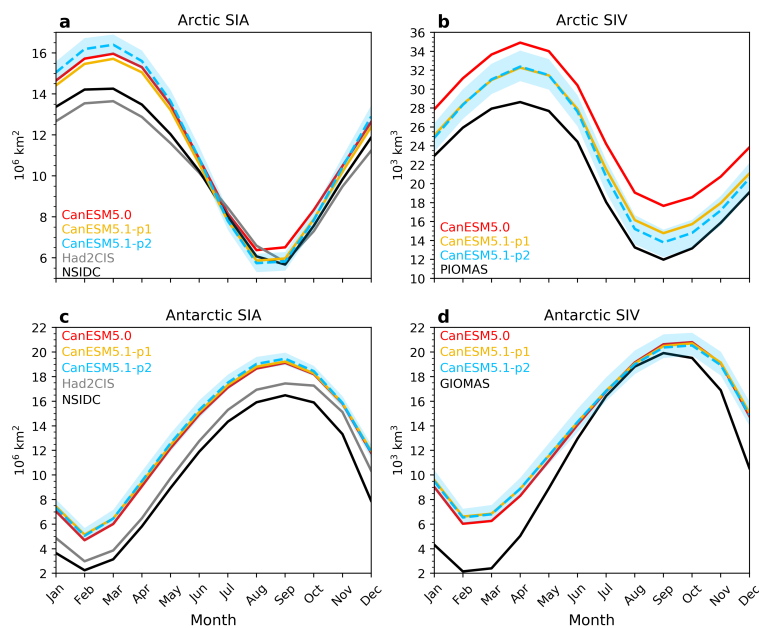 a Arctic SIA
16
14
12
10
8
6
10⁶ km²
CanESM5.0
CanESM5.1-p1
CanESM5.1-p2
Had2CIS
NSIDC
b Arctic SIV
36
34
32
30
28
26
24
22
20
18
16
14
12
10
10³ km³
CanESM5.0
CanESM5.1-p1
CanESM5.1-p2
PIOMAS
c Antarctic SIA
22
20
18
16
14
12
10
8
6
4
2
10⁶ km²
CanESM5.0
CanESM5.1-p1
CanESM5.1-p2
Had2CIS
NSIDC
Jan Feb Mar Apr May Jun Jul Aug Sep Oct Nov Dec
Month
d Antarctic SIV
22
20
18
16
14
12
10
8
6
4
2
10³ km³
CanESM5.0
CanESM5.1-p1
CanESM5.1-p2
GIOMAS
Jan Feb Mar Apr May Jun Jul Aug Sep Oct Nov Dec
Month